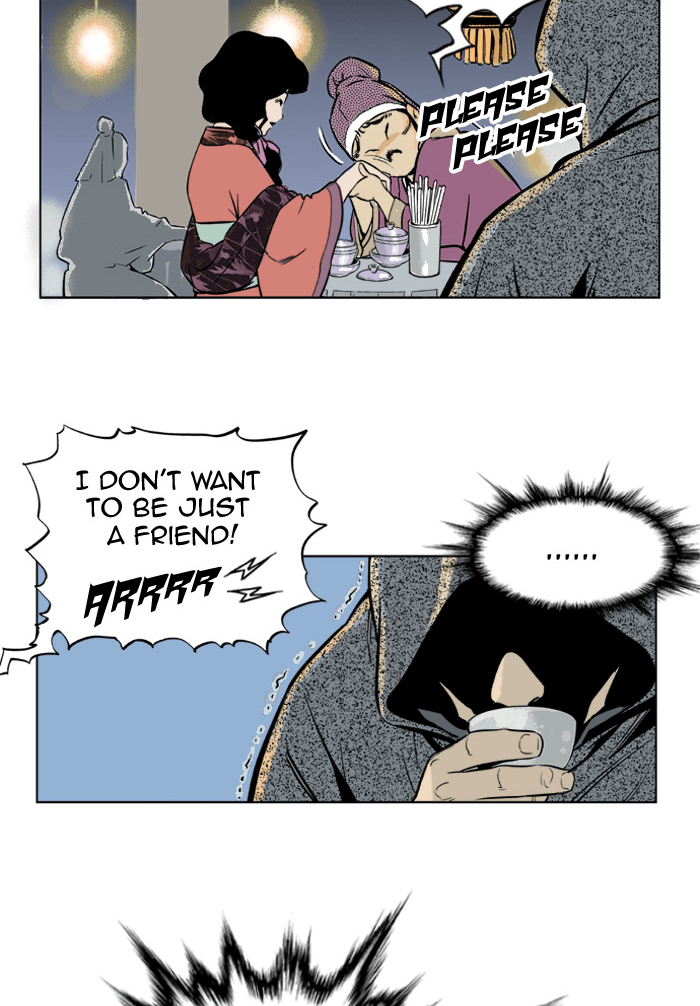 PLEASE
PLEASE
I DON'T WANT
TO BE JUST
A FRIEND!
ARRRR
......